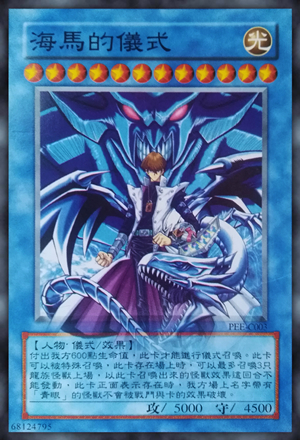 海馬的儀式
光
PEE-C003
【人物·儀式/效果】
付出我方600點生命值，此卡才能進行儀式召喚。此卡
可以被特殊召喚，此卡存在場上時，可以最多召喚3只
龍族怪獸上場，以此卡召喚出來的怪獸效果這回合不
能發動，此卡正面表示存在時，我方場上名字帶有
「青眼」的怪獸不會被戰鬥與卡的效果破壞。
攻/ 5000 守/ 4500
68124795